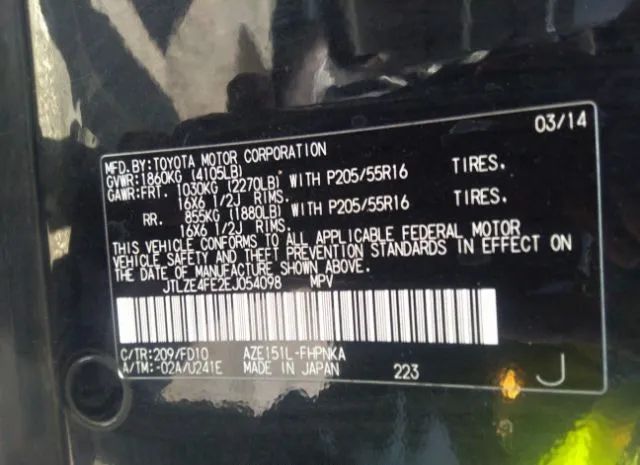 03/14
MFD.BY:TOYOTA MOTOR CORPORATION
GVWR:1860KG (4105LB)
GAWR:FRT. 1030KG (2270LB) WITH P205/55R16 TIRES.
16X6 1/2J RIMS.
RR. 855KG (1880LB) WITH P205/55R16 TIRES.
16X6 1/2J RIMS.
THIS VEHICLE CONFORMS TO ALL APPLICABLE FEDERAL MOTOR
VEHICLE SAFETY AND THEFT PREVENTION STANDARDS IN EFFECT ON
THE DATE OF MANUFACTURE SHOWN ABOVE.
JTLZE4FE2EJ054098 MPV
C/TR:209/FD10 AZE151L-FHPNKA
A/TM:-02A/U241E MADE IN JAPAN 223 J